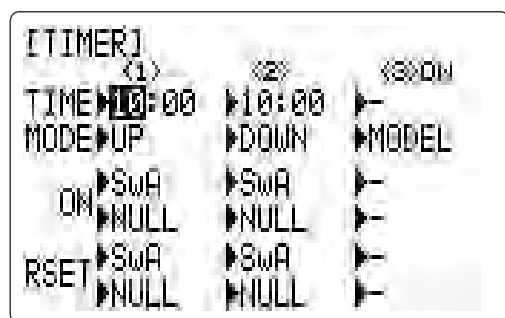 [TIMER]
<1> <2> <3>ON
TIME▶10:00 ▶10:00 ▶-
MODE▶UP ▶DOWN ▶MODEL
ON ▶SwA ▶SwA ▶-
▶NULL ▶NULL ▶-
RSET ▶SwA ▶SwA ▶-
▶NULL ▶NULL ▶-